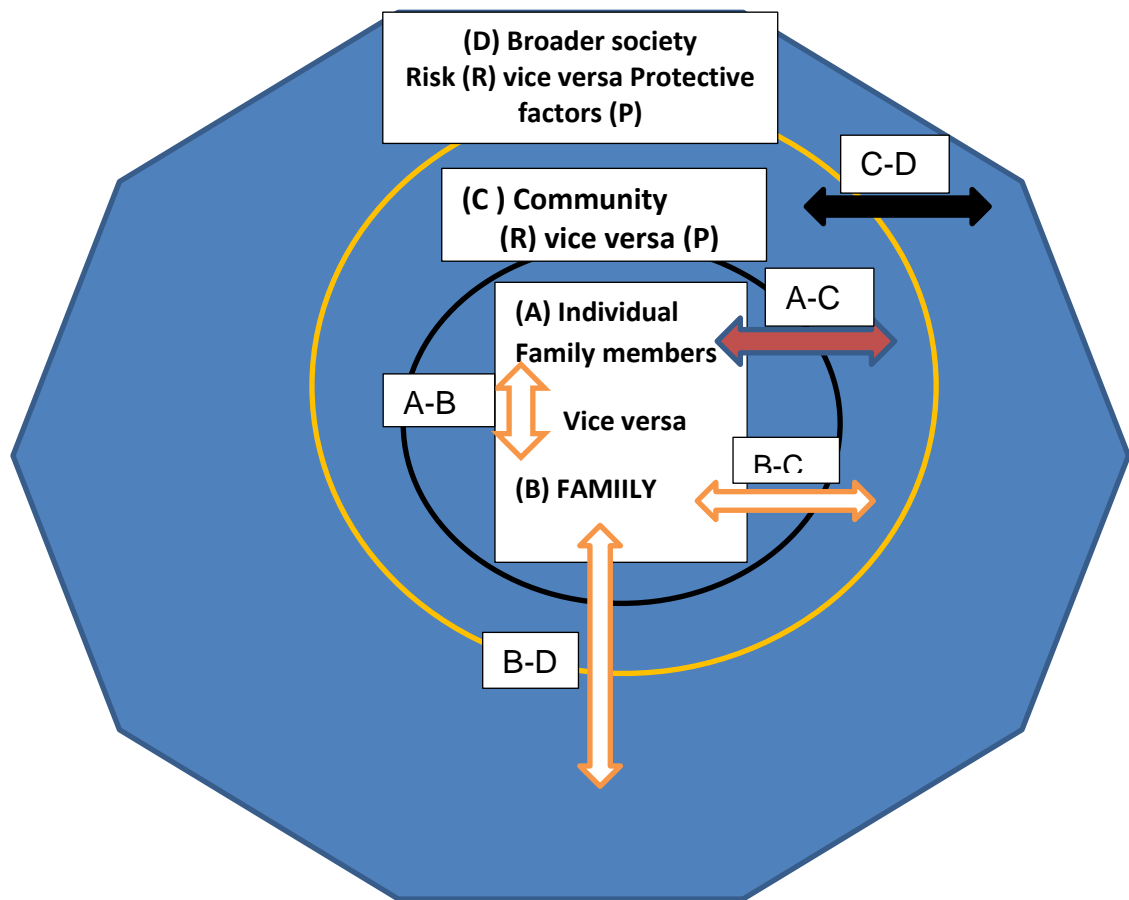 (D) Broader society
Risk (R) vice versa Protective
factors (P)
C-D
(C ) Community
(R) vice versa (P)
A-C
(A) Individual
Family members
A-B
Vice versa
B-C
(B) FAMIILY
B-D